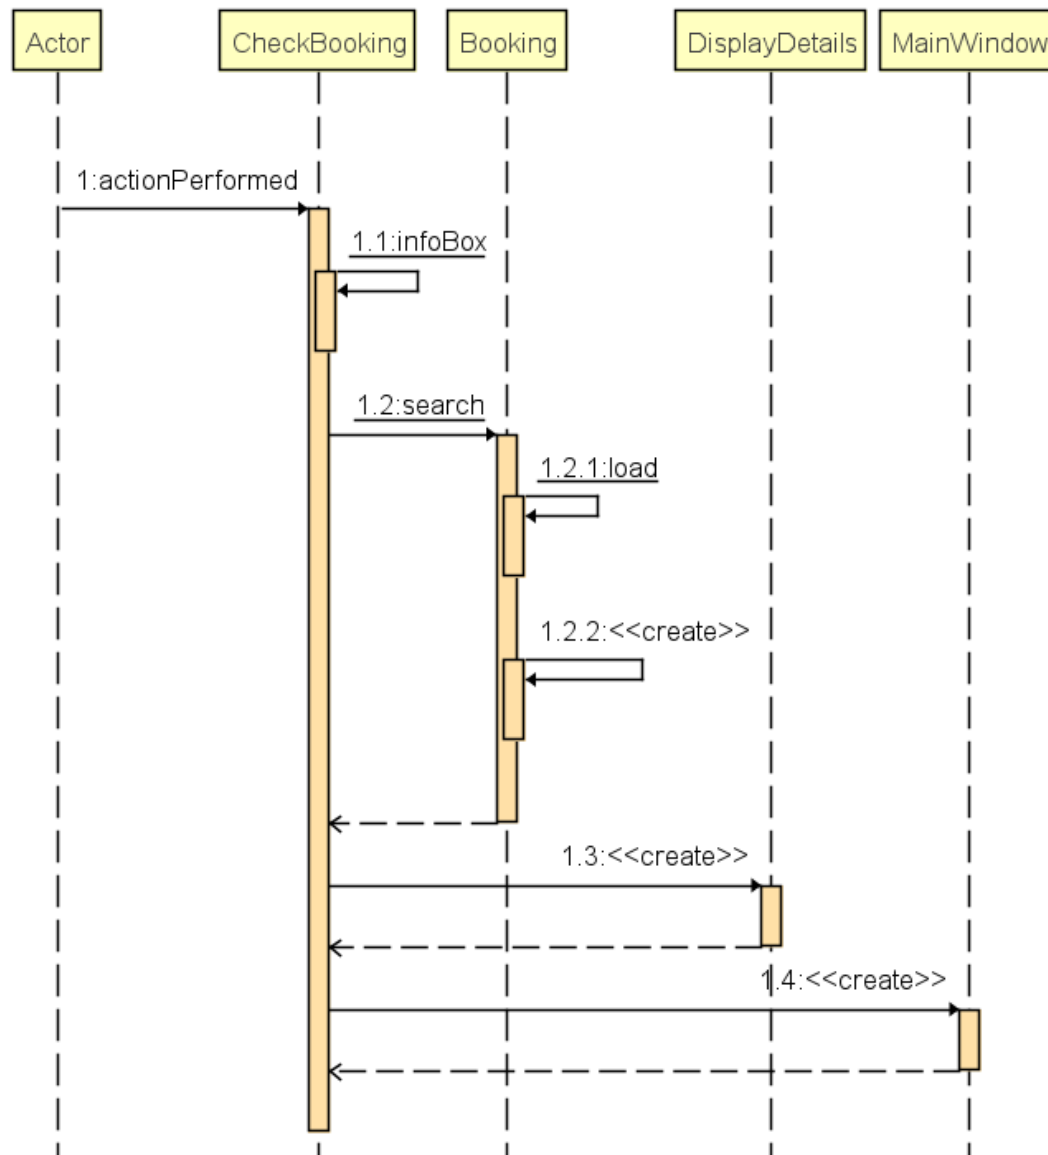 Actor
CheckBooking
Booking
DisplayDetails
MainWindow
1:actionPerformed
1.1:infoBox
1.2:search
1.2.1:load
1.2.2:<<create>>
1.3:<<create>>
1.4:<<create>>